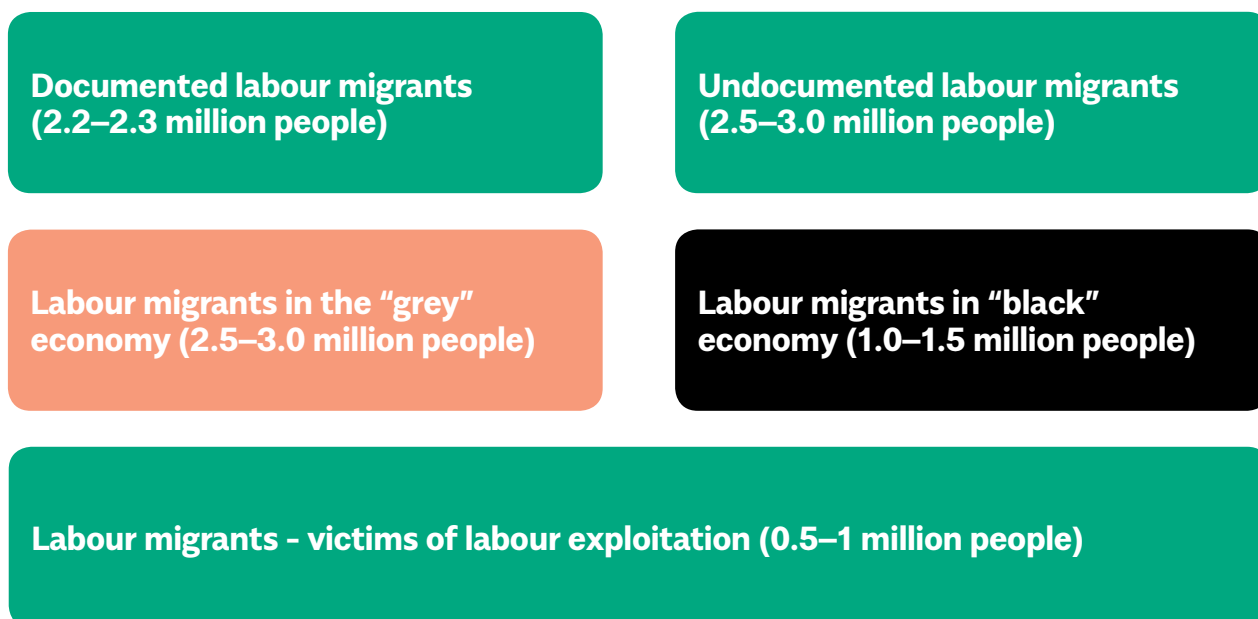 Documented labour migrants
(2.2–2.3 million people)
Undocumented labour migrants
(2.5–3.0 million people)
Labour migrants in the “grey”
economy (2.5–3.0 million people)
Labour migrants in “black”
economy (1.0–1.5 million people)
Labour migrants - victims of labour exploitation (0.5–1 million people)